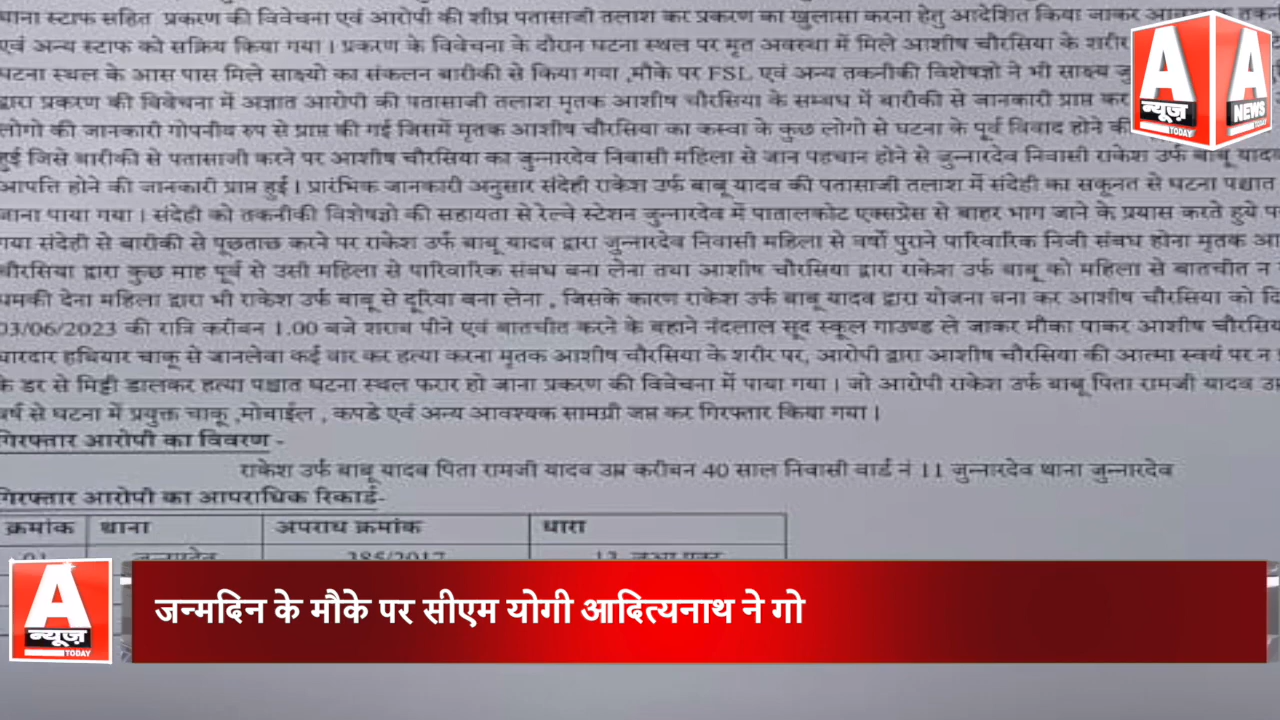 थाना स्टाफ सहित प्रकरण की विवेचना एवं आरोपी की शीघ्र पतासाजी तलाश कर प्रकरण का खुलासा करना हेतु आदेशित किया जाकर
एवं अन्य स्टाफ को सक्रिय किया गया । प्रकरण के विवेचना के दौरान घटना स्थल पर मृत अवस्था में मिले आशीष चौरसिया के शरीर
घटना स्थल के आस पास मिले साक्ष्यो का संकलन बारीकी से किया गया ,मौके पर FSL एवं अन्य तकनीकी विशेषज्ञो ने भी साक्ष्य
द्वारा प्रकरण की विवेचना में अज्ञात आरोपी की पतासाजी तलाश मृतक आशीष चौरसिया के सम्बध में बारीकी से जानकारी प्राप्त कर
लोगो की जानकारी गोपनीय रुप से प्राप्त की गई जिसमें मृतक आशीष चौरसिया का कस्वा के कुछ लोगो से घटना के पूर्व विवाद होने की
हुई जिसे बारीकी से पतासाजी करने पर आशीष चौरसिया का जुन्नारदेव निवासी महिला से जान पहचान होने से जुन्नारदेव निवासी राकेश उर्फ बाबू यादव
आपत्ति होने की जानकारी प्राप्त हुई । प्रारंभिक जानकारी अनुसार संदेही राकेश उर्फ बाबू यादव की पतासाजी तलाश में संदेही का सकूनत से घटना पश्चात
जाना पाया गया । संदेही को तकनीकी विशेषज्ञो की सहायता से रेल्वे स्टेशन जुन्नारदेव में पातालकोट एक्सप्रेस से बाहर भाग जाने के प्रयास करते हुये
गया संदेही से बारीकी से पूछताछ करने पर राकेश उर्फ बाबू यादव द्वारा जुन्नारदेव निवासी महिला से वर्षो पुराने पारिवारिक निजी संबध होना मृतक
चौरसिया द्वारा कुछ माह पूर्व से उसी महिला से पारिवारिक संबध बना लेना तथा आशीष चौरसिया द्वारा राकेश उर्फ बाबू को महिला से बातचीत न
धमकी देना महिला द्वारा भी राकेश उर्फ बाबू से दूरिया बना लेना , जिसके कारण राकेश उर्फ बाबू यादव द्वारा योजना बना कर आशीष चौरसिया को
03/06/2023 की रात्रि करीबन 1.00 बजे शराब पीने एवं बातचीत करने के बहाने नंदलाल सूद स्कूल गाउण्ड ले जाकर मौका पाकर आशीष चौरसिया
धारदार हथियार चाकू से जानलेवा कई वार कर हत्या करना मृतक आशीष चौरसिया के शरीर पर, आरोपी द्वारा आशीष चौरसिया की आत्मा स्वयं पर न
के डर से मिट्टी डालकर हत्या पश्चात घटना स्थल फरार हो जाना प्रकरण की विवेचना में पाया गया । जो आरोपी राकेश उर्फ बाबू पिता रामजी यादव
वर्ष से घटना में प्रयुक्त चाकू ,मोबाईल , कपडे एवं अन्य आवश्यक सामग्री जप्त कर गिरफ्तार किया गया ।
गिरफ्तार आरोपी का विवरण -
राकेश उर्फ बाबू यादव पिता रामजी यादव उम्र करीबन 40 साल निवासी वार्ड नं 11 जुन्नारदेव थाना जुन्नारदेव
गिरफ्तार आरोपी का आपराधिक रिकार्ड-
क्रमांक थाना अपराध क्रमांक धारा
385/2017
A न्यूज़ TODAY
A NEWS TODAY
A न्यूज़ TODAY
जन्मदिन के मौके पर सीएम योगी आदित्यनाथ ने गो